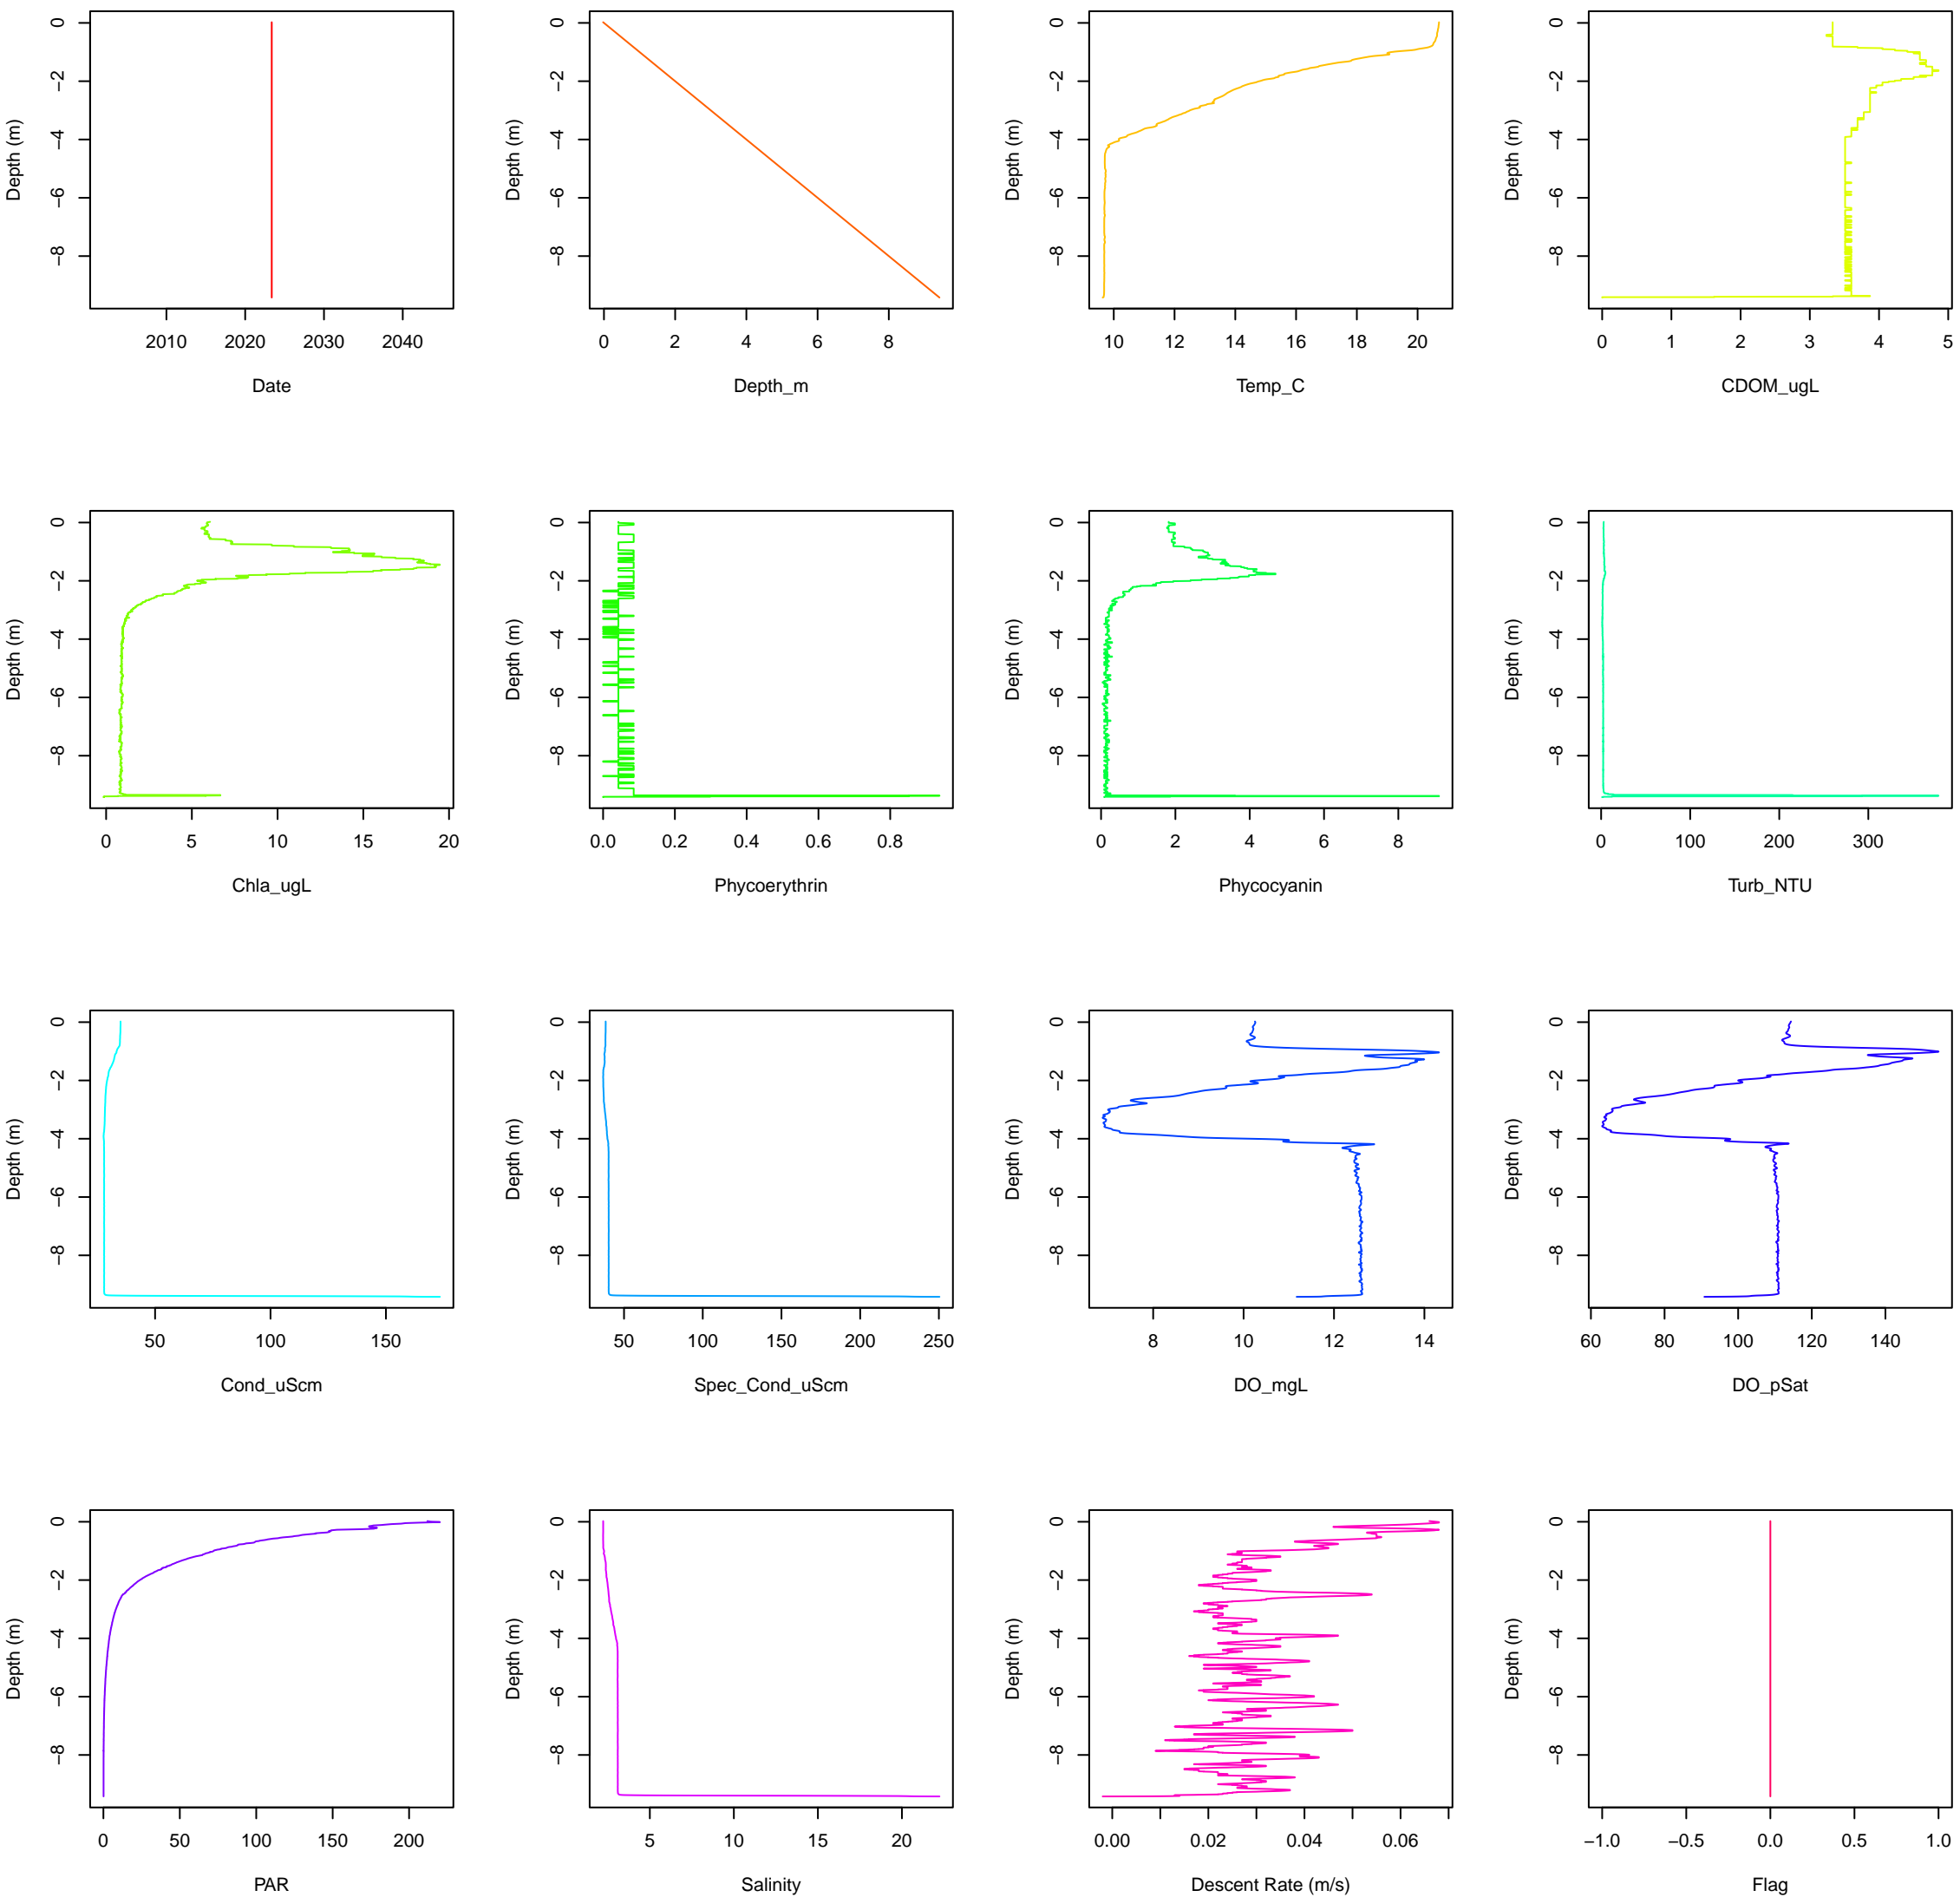 0 −2 −4 −6 −8 Depth (m)
2010 2020 2030 2040
Date
0 −2 −4 −6 −8 Depth (m)
0 2 4 6 8
Depth_m
0 −2 −4 −6 −8 Depth (m)
10 12 14 16 18 20
Temp_C
0 −2 −4 −6 −8 Depth (m)
0 1 2 3 4 5
CDOM_ugL
0 −2 −4 −6 −8 Depth (m)
0 5 10 15 20
Chla_ugL
0 −2 −4 −6 −8 Depth (m)
0.0 0.2 0.4 0.6 0.8
Phycoerythrin
0 −2 −4 −6 −8 Depth (m)
0 2 4 6 8
Phycocyanin
0 −2 −4 −6 −8 Depth (m)
0 100 200 300
Turb_NTU
0 −2 −4 −6 −8 Depth (m)
50 100 150
Cond_uScm
0 −2 −4 −6 −8 Depth (m)
50 100 150 200 250
Spec_Cond_uScm
0 −2 −4 −6 −8 Depth (m)
8 10 12 14
DO_mgL
0 −2 −4 −6 −8 Depth (m)
60 80 100 120 140
DO_pSat
0 −2 −4 −6 −8 Depth (m)
0 50 100 150 200
PAR
0 −2 −4 −6 −8 Depth (m)
5 10 15 20
Salinity
0 −2 −4 −6 −8 Depth (m)
0.00 0.02 0.04 0.06
Descent Rate (m/s)
0 −2 −4 −6 −8 Depth (m)
−1.0 −0.5 0.0 0.5 1.0
Flag